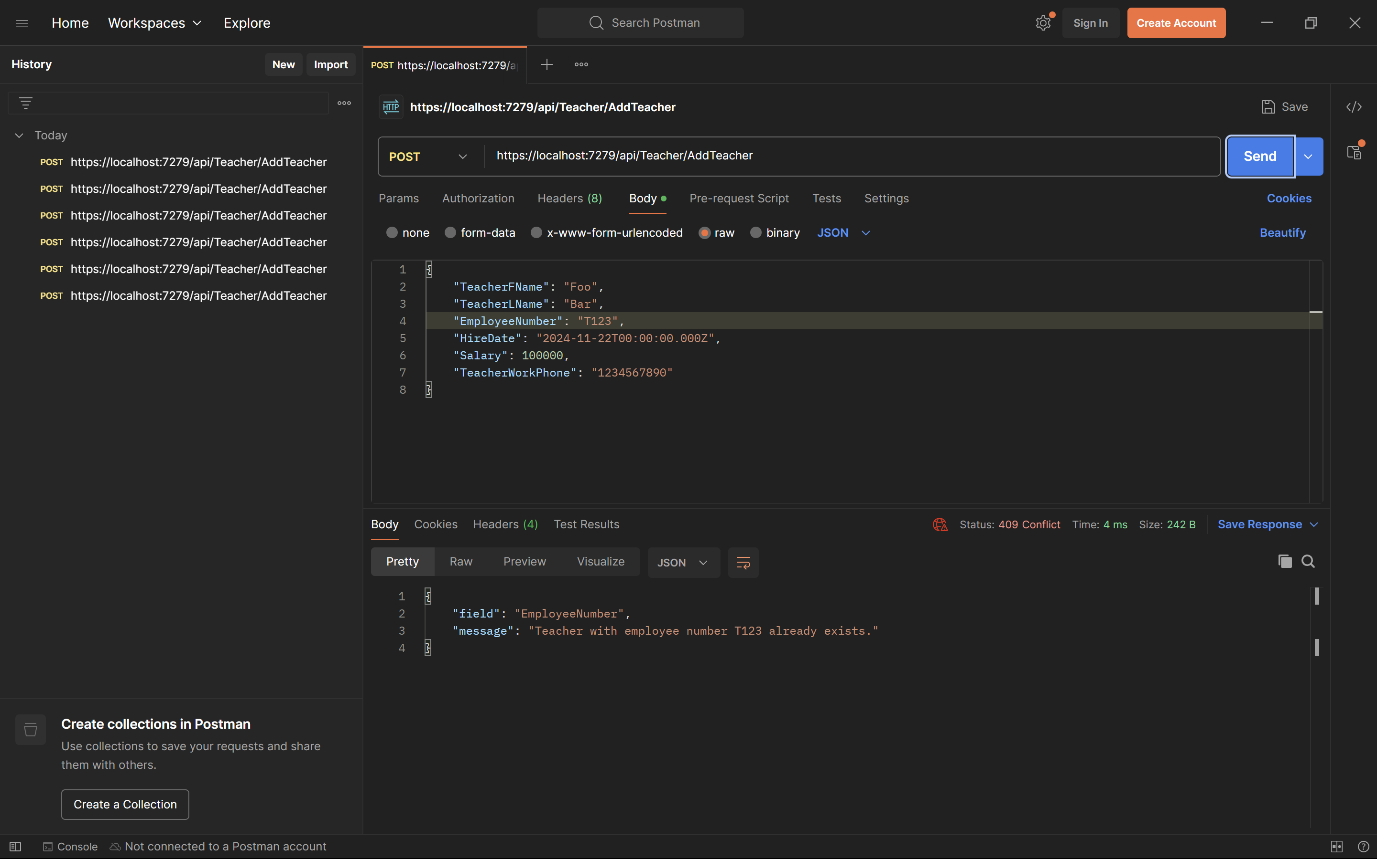 Home Workspaces Explore
Search Postman
Sign In Create Account
History New Import
POST https://localhost:7279/a
Today
POST https://localhost:7279/api/Teacher/AddTeacher
POST https://localhost:7279/api/Teacher/AddTeacher
POST https://localhost:7279/api/Teacher/AddTeacher
POST https://localhost:7279/api/Teacher/AddTeacher
POST https://localhost:7279/api/Teacher/AddTeacher
POST https://localhost:7279/api/Teacher/AddTeacher
Create collections in Postman
Use collections to save your requests and share
them with others.
Create a Collection
HTTP https://localhost:7279/api/Teacher/AddTeacher Save
POST https://localhost:7279/api/Teacher/AddTeacher Send
Params Authorization Headers (8) Body Pre-request Script Tests Settings Cookies
none form-data x-www-form-urlencoded raw binary JSON Beautify
1 {
2 "TeacherFName": "Foo",
3 "TeacherLName": "Bar",
4 "EmployeeNumber": "T123",
5 "HireDate": "2024-11-22T00:00:00.000Z",
6 "Salary": 100000,
7 "TeacherWorkPhone": "1234567890"
8 }
Body Cookies Headers (4) Test Results Status: 409 Conflict Time: 4 ms Size: 242 B Save Response
Pretty Raw Preview Visualize JSON
1 {
2 "field": "EmployeeNumber",
3 "message": "Teacher with employee number T123 already exists."
4 }
Console Not connected to a Postman account